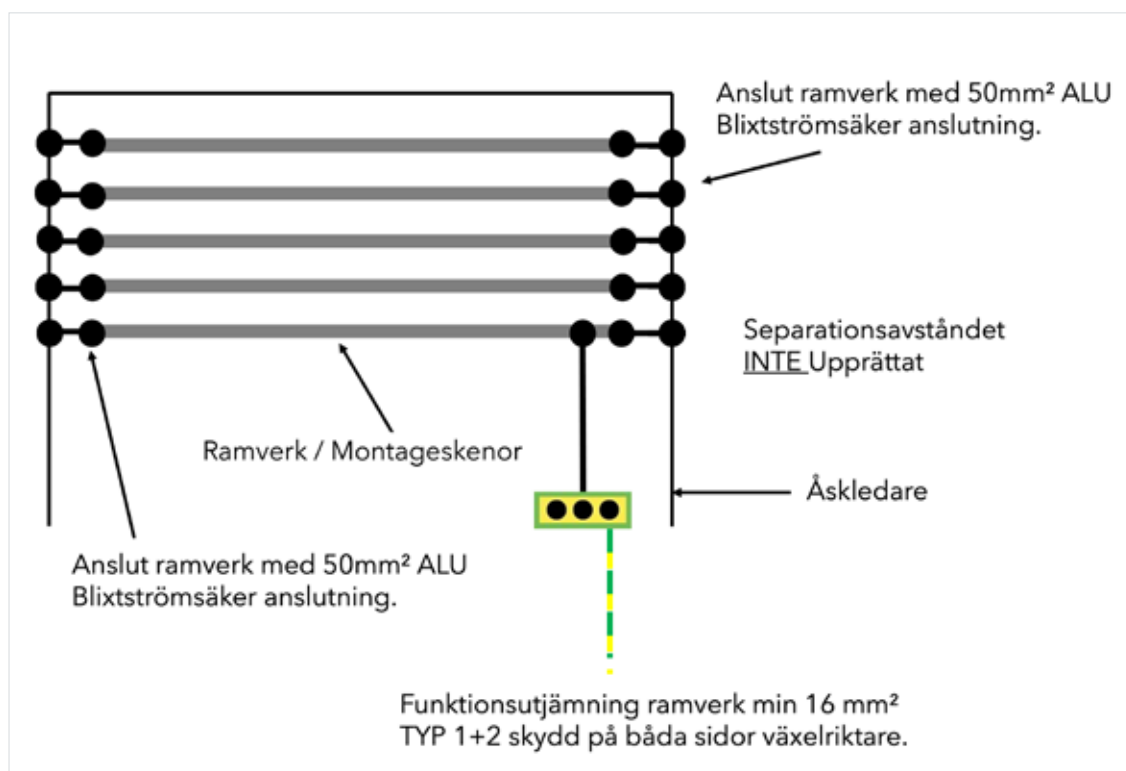 Anslut ramverk med 50mm² ALU
Blixtströmsäker anslutning.
Separationsavståndet
INTE Upprättat
Ramverk / Montageskenor
Åskledare
Anslut ramverk med 50mm² ALU
Blixtströmsäker anslutning.
Funktionsutjämning ramverk min 16 mm²
TYP 1+2 skydd på båda sidor växelriktare.